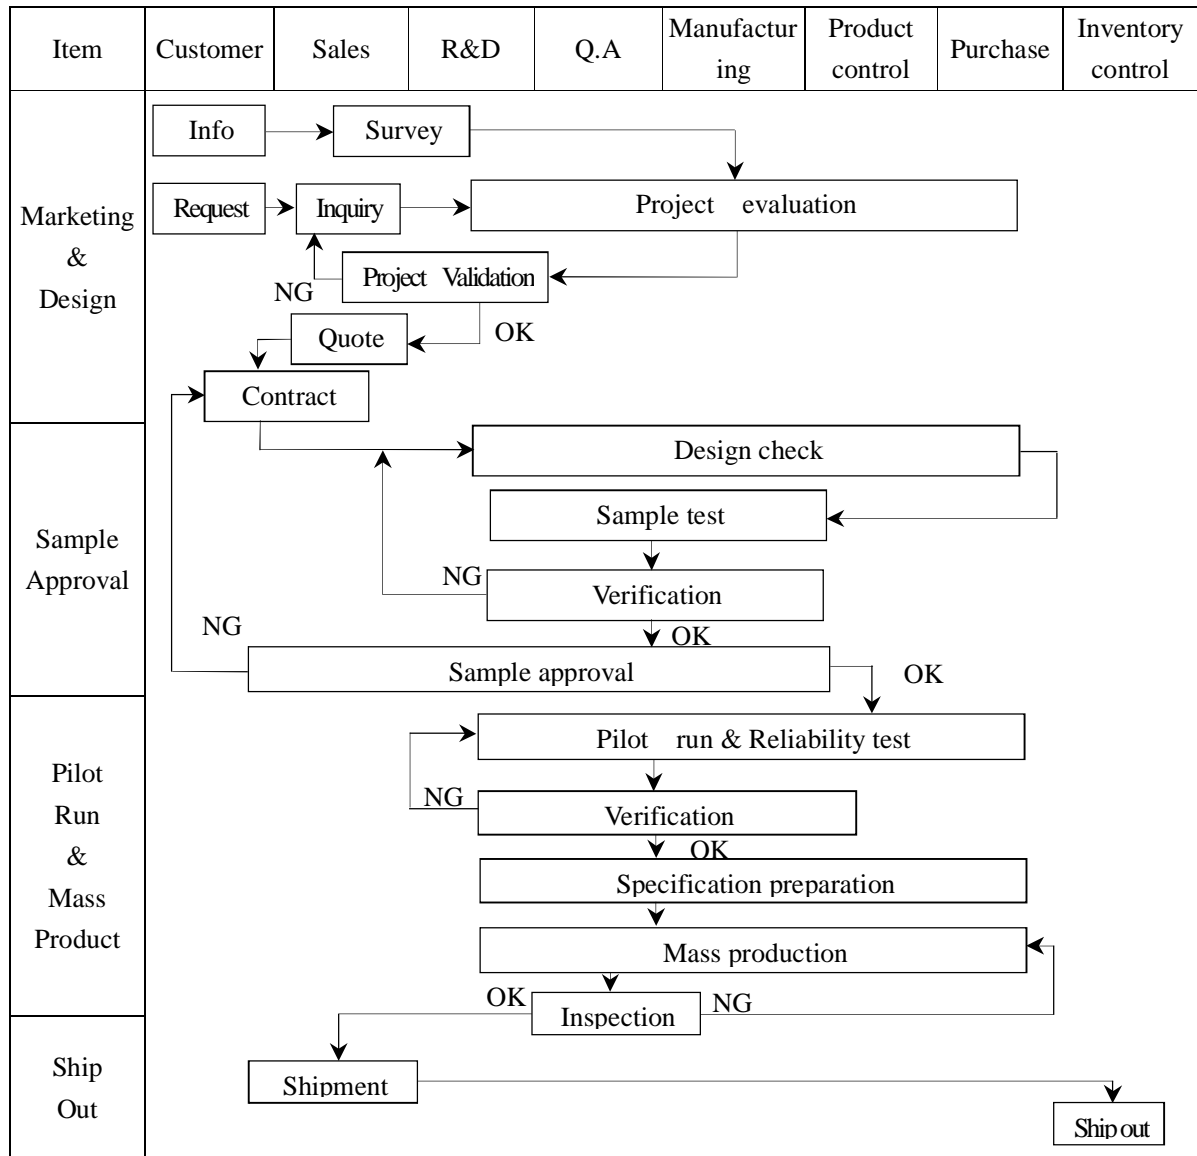 Item
Customer
Sales
R&D
Q.A
Manufactur
ing
Product
control
Purchase
Inventory
control
Marketing
&
Design
Info
Survey
Request
Inquiry
Project evaluation
Project Validation
NG
OK
Quote
Contract
Sample
Approval
Design check
Sample test
NG
Verification
NG
OK
Sample approval
OK
Pilot
Run
&
Mass
Product
Pilot run & Reliability test
NG
Verification
OK
Specification preparation
Mass production
OK
Inspection
NG
Ship
Out
Shipment
Ship out